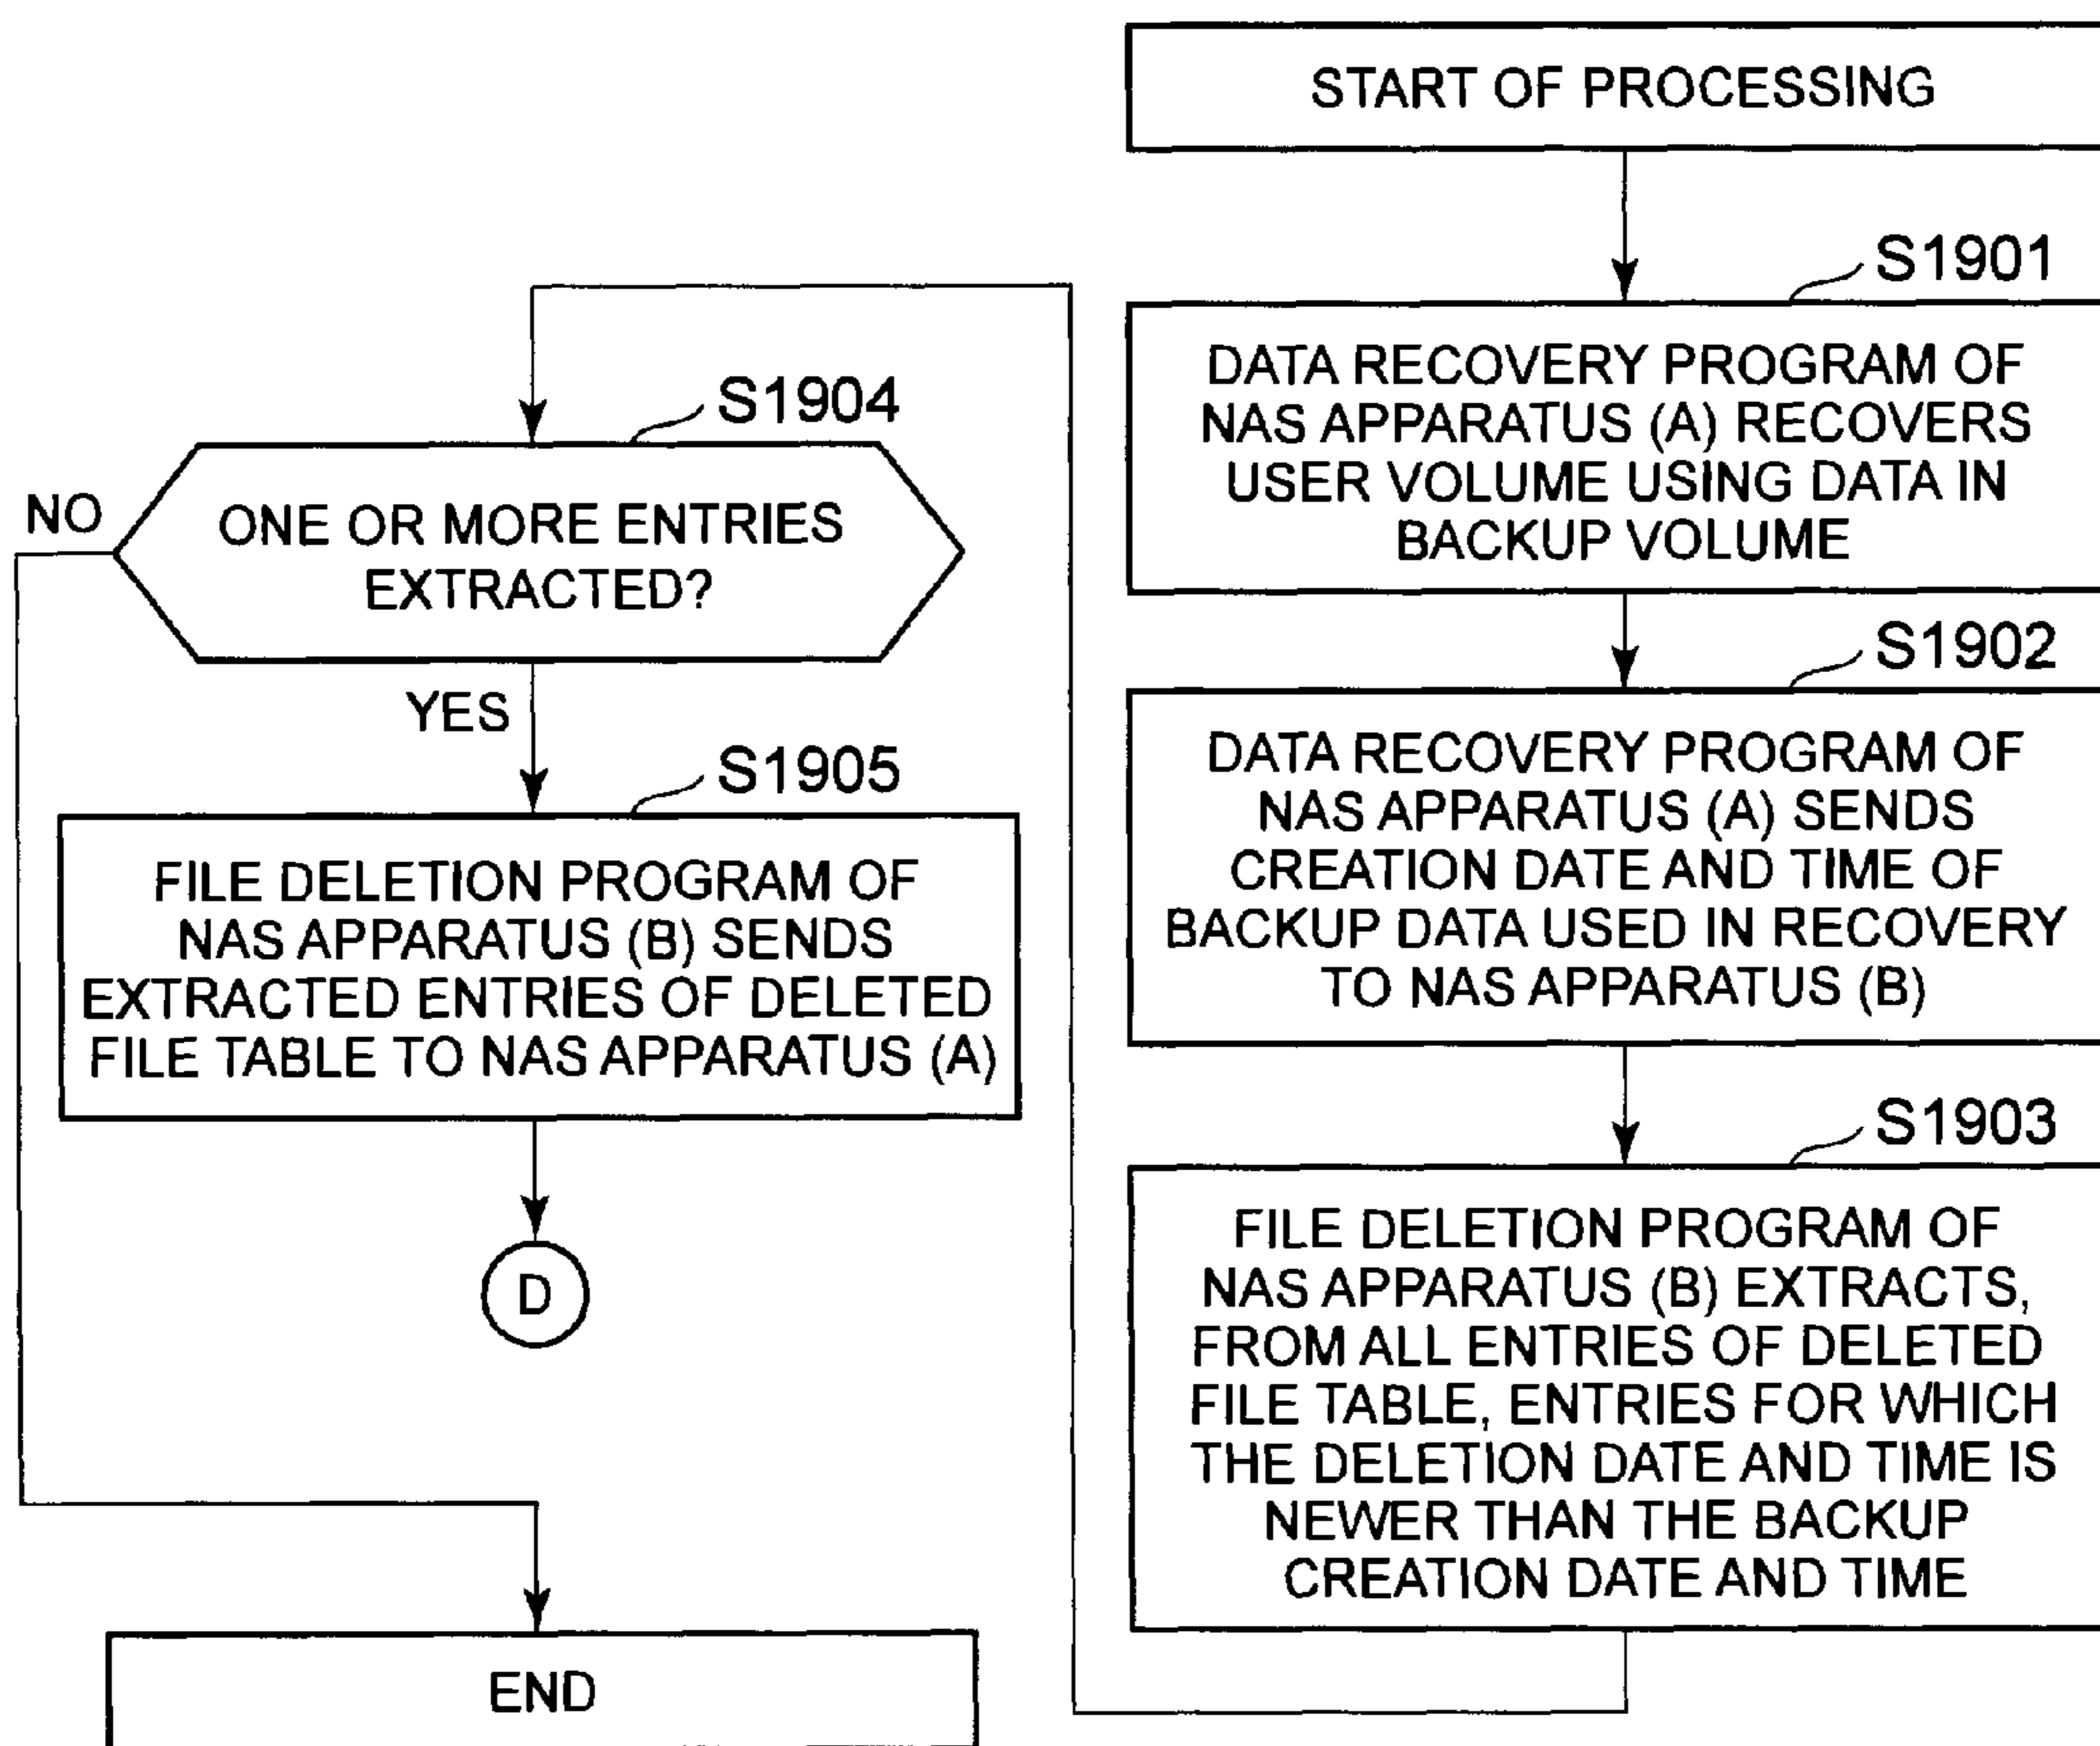 START OF PROCESSING
S1901
DATA RECOVERY PROGRAM OF
NAS APPARATUS (A) RECOVERS
USER VOLUME USING DATA IN
BACKUP VOLUME
S1902
DATA RECOVERY PROGRAM OF
NAS APPARATUS (A) SENDS
CREATION DATE AND TIME OF
BACKUP DATA USED IN RECOVERY
TO NAS APPARATUS (B)
S1903
FILE DELETION PROGRAM OF
NAS APPARATUS (B) EXTRACTS,
FROM ALL ENTRIES OF DELETED
FILE TABLE, ENTRIES FOR WHICH
THE DELETION DATE AND TIME IS
NEWER THAN THE BACKUP
CREATION DATE AND TIME
S1904
NO
ONE OR MORE ENTRIES
EXTRACTED?
YES
S1905
FILE DELETION PROGRAM OF
NAS APPARATUS (B) SENDS
EXTRACTED ENTRIES OF DELETED
FILE TABLE TO NAS APPARATUS (A)
D
END